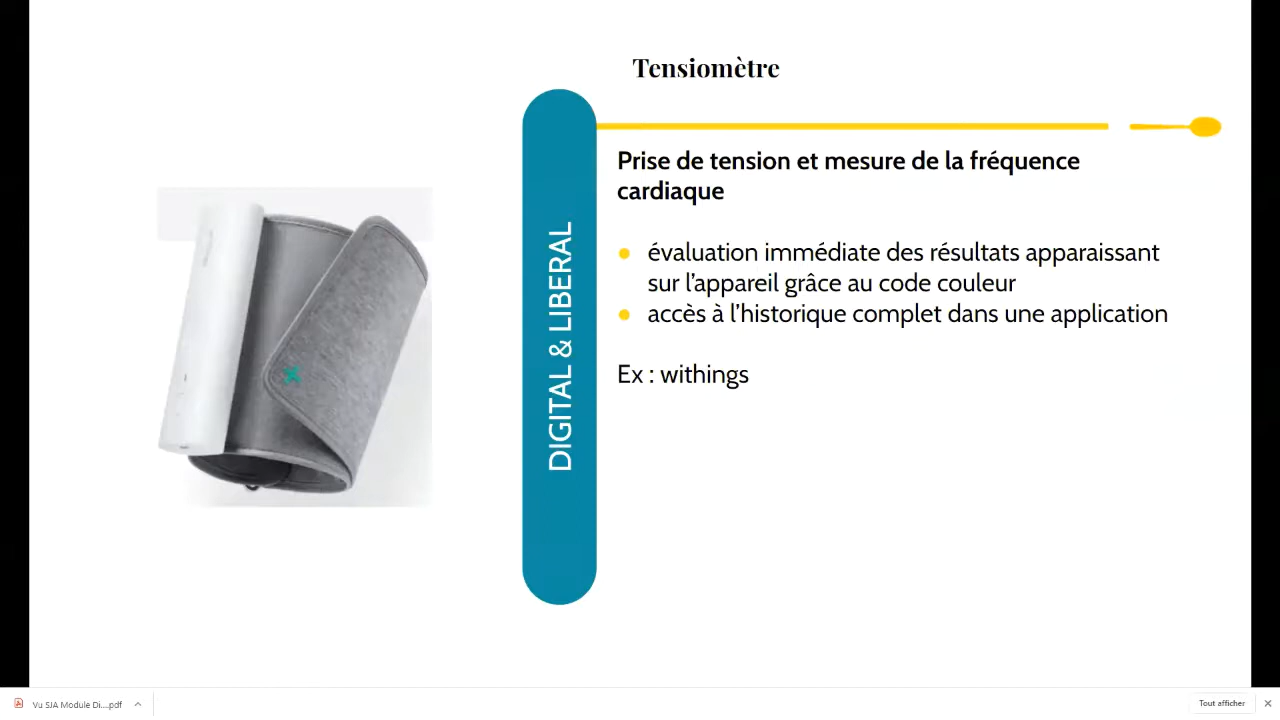 Tensiomètre
DIGITAL & LIBERAL
Prise de tension et mesure de la fréquence
cardiaque
évaluation immédiate des résultats apparaissant
sur l’appareil grâce au code couleur
accès à l’historique complet dans une application
Ex : withings
Vu SJA Module Di....pdf
Tout afficher